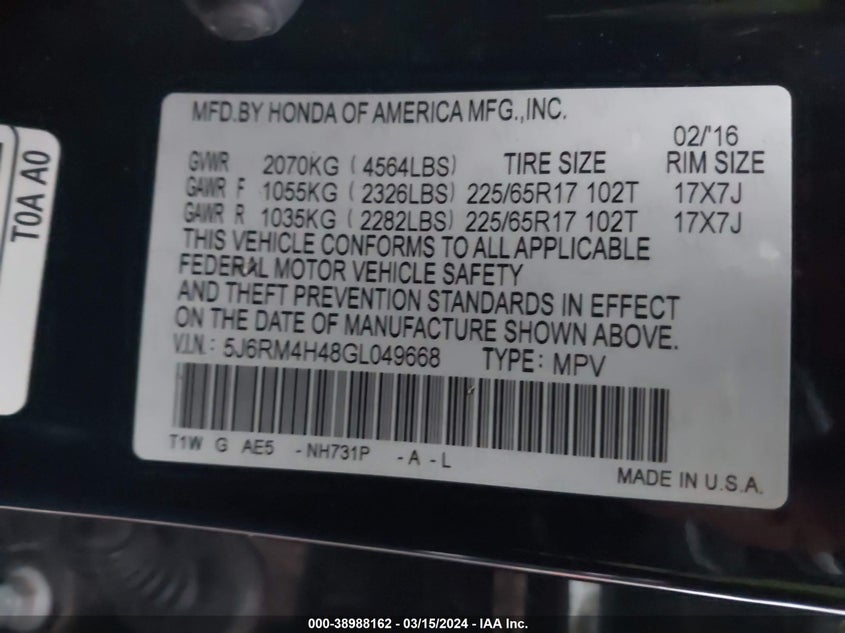 MFD.BY HONDA OF AMERICA MFG.,INC.
02/'16
GVWR 2070KG ( 4564LBS) TIRE SIZE RIM SIZE
GAWR F 1055KG ( 2326LBS) 225/65R17 102T 17X7J
GAWR R 1035KG ( 2282LBS) 225/65R17 102T 17X7J
THIS VEHICLE CONFORMS TO ALL APPLICABLE
FEDERAL MOTOR VEHICLE SAFETY
AND THEFT PREVENTION STANDARDS IN EFFECT
ON THE DATE OF MANUFACTURE SHOWN ABOVE.
V.I.N.: 5J6RM4H48GL049668 TYPE: MPV
T1W G AE5 -NH731P -A -L
MADE IN U.S.A.
T0A A0
000-38988162 - 03/15/2024 - IAA Inc.